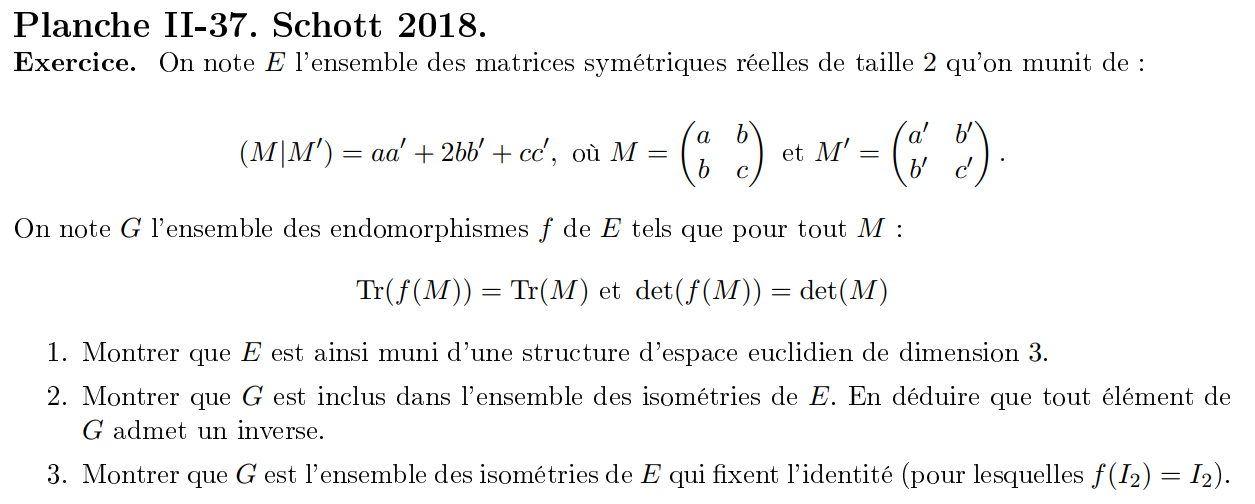 Planche II-37. Schott 2018.
Exercice. On note E l'ensemble des matrices symétriques réelles de taille 2 qu'on munit de :
(M|M′) = aa′ + 2bb′ + cc′, où M = \begin{pmatrix} a & b \\ b & c \end{pmatrix} et M′ = \begin{pmatrix} a′ & b′ \\ b′ & c′ \end{pmatrix}.
On note G l'ensemble des endomorphismes f de E tels que pour tout M :
Tr(f(M)) = Tr(M) et det(f(M)) = det(M)
1. Montrer que E est ainsi muni d'une structure d'espace euclidien de dimension 3.
2. Montrer que G est inclus dans l'ensemble des isométries de E. En déduire que tout élément de
G admet un inverse.
3. Montrer que G est l'ensemble des isométries de E qui fixent l'identité (pour lesquelles f(I₂) = I₂).